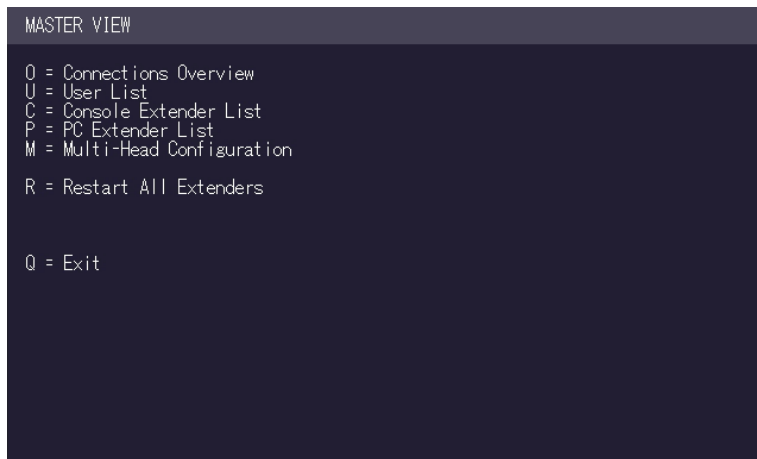 MASTER VIEW
O = Connections Overview
U = User List
C = Console Extender List
P = PC Extender List
M = Multi-Head Configuration
R = Restart All Extenders
Q = Exit